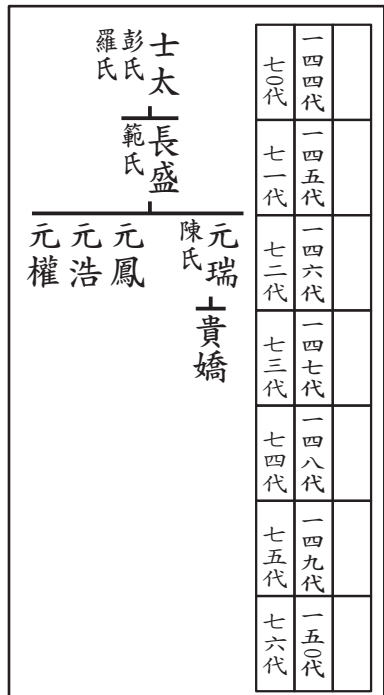 一四四代
一四五代
一四六代
一四七代
一四八代
一四九代
一五〇代
七〇代
七一代
七二代
七三代
七四代
七五代
七六代
士太
彭氏
羅氏
長盛
範氏
元瑞
陳氏
元鳳
元浩
元權
貴嬌